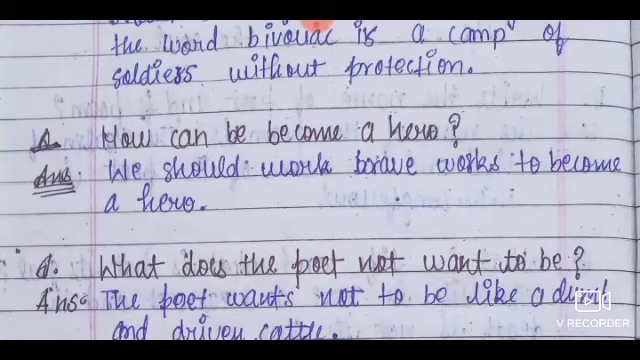 the word bivouac is a camp of
soldiers without protection.
Q. How can be become a hero?
Ans. We should work brave works to become
a hero.
Q. What does the poet not want to be?
Ans: The poet wants not to be like a dumb
and driven cattle.
V RECORDER